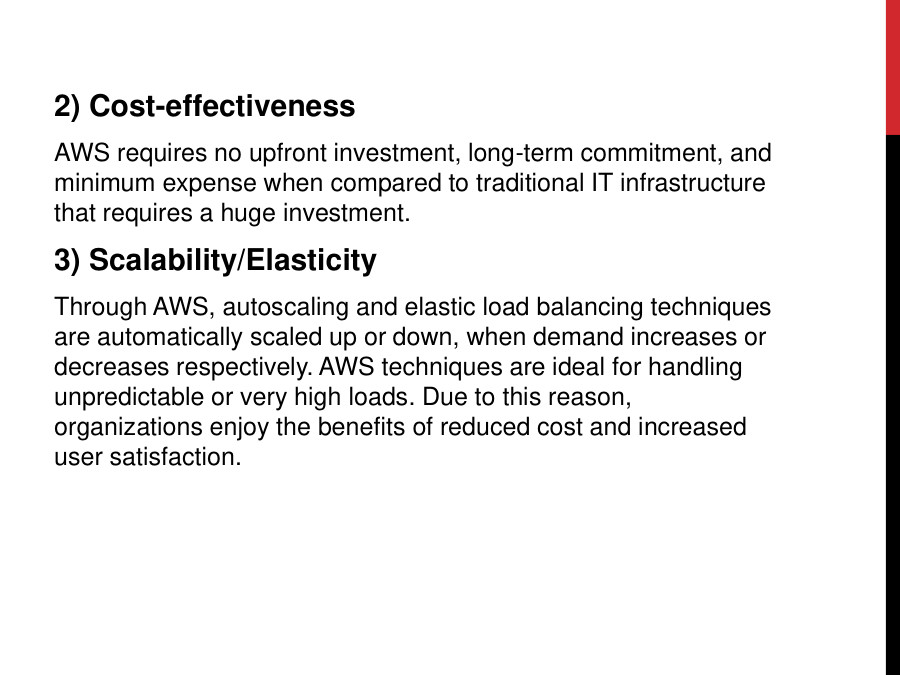 2) Cost-effectiveness
AWS requires no upfront investment, long-term commitment, and
minimum expense when compared to traditional IT infrastructure
that requires a huge investment.
3) Scalability/Elasticity
Through AWS, autoscaling and elastic load balancing techniques
are automatically scaled up or down, when demand increases or
decreases respectively. AWS techniques are ideal for handling
unpredictable or very high loads. Due to this reason,
organizations enjoy the benefits of reduced cost and increased
user satisfaction.